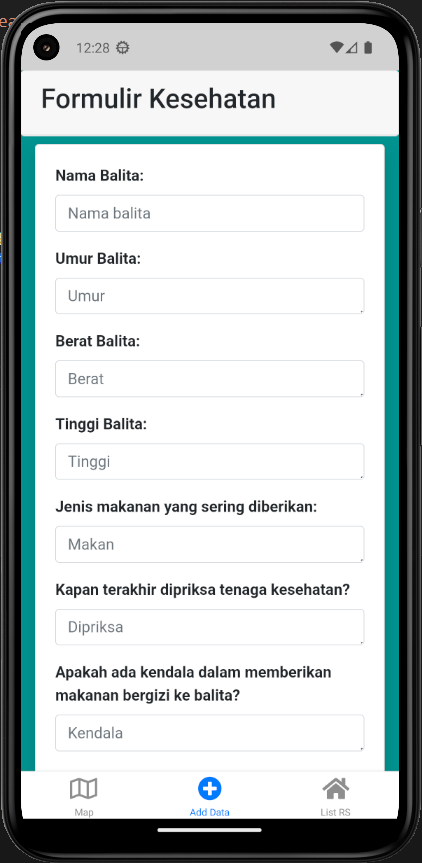 12:28
Formulir Kesehatan
Nama Balita:
Nama balita
Umur Balita:
Umur
Berat Balita:
Berat
Tinggi Balita:
Tinggi
Jenis makanan yang sering diberikan:
Makan
Kapan terakhir dipriksa tenaga kesehatan?
Dipriksa
Apakah ada kendala dalam memberikan
makanan bergizi ke balita?
Kendala
Map
Add Data
List RS